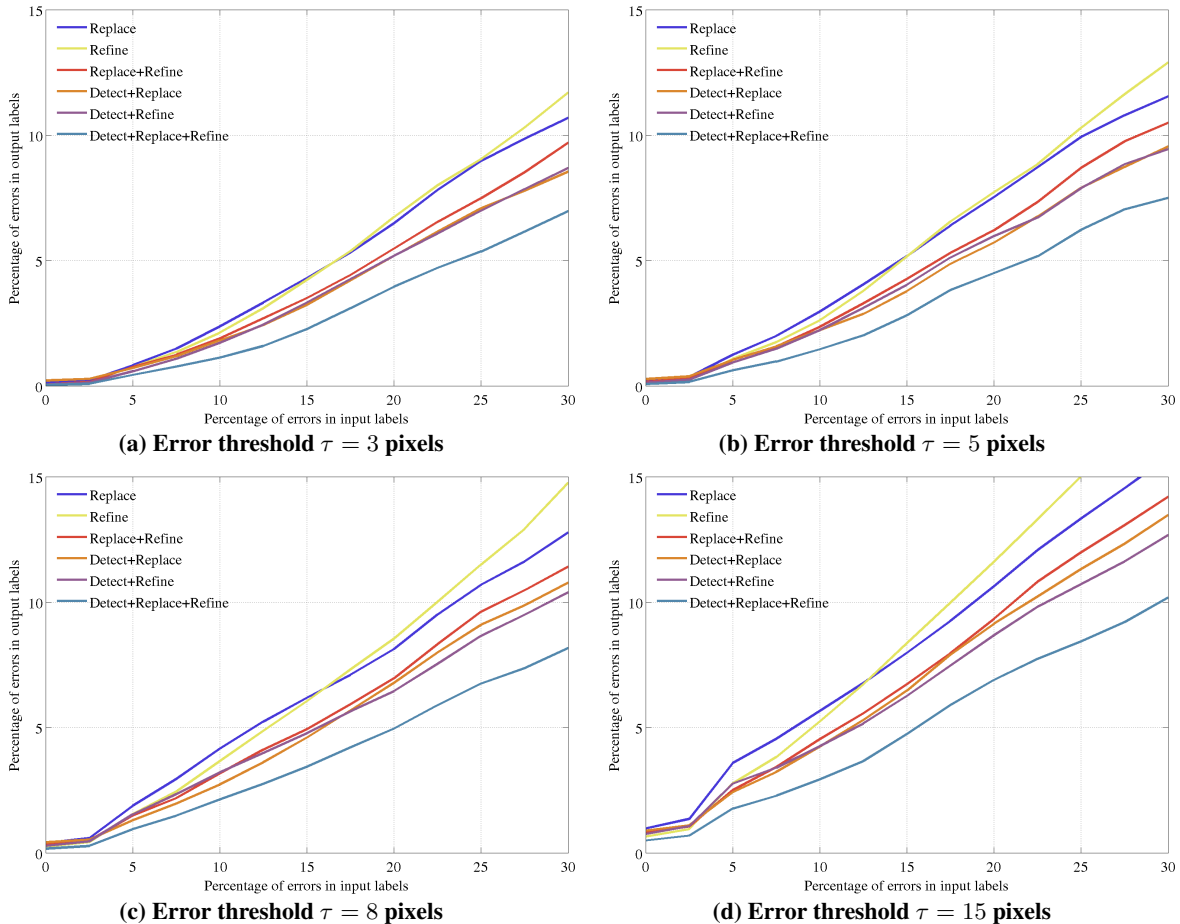 15
10
5
0
0 5 10 15 20 25 30
Percentage of errors in output labels
Percentage of errors in input labels
Replace
Refine
Replace+Refine
Detect+Replace
Detect+Refine
Detect+Replace+Refine
(a) Error threshold τ = 3 pixels
15
10
5
0
0 5 10 15 20 25 30
Percentage of errors in output labels
Percentage of errors in input labels
Replace
Refine
Replace+Refine
Detect+Replace
Detect+Refine
Detect+Replace+Refine
(b) Error threshold τ = 5 pixels
15
10
5
0
0 5 10 15 20 25 30
Percentage of errors in output labels
Percentage of errors in input labels
Replace
Refine
Replace+Refine
Detect+Replace
Detect+Refine
Detect+Replace+Refine
(c) Error threshold τ = 8 pixels
15
10
5
0
0 5 10 15 20 25 30
Percentage of errors in output labels
Percentage of errors in input labels
Replace
Refine
Replace+Refine
Detect+Replace
Detect+Refine
Detect+Replace+Refine
(d) Error threshold τ = 15 pixels